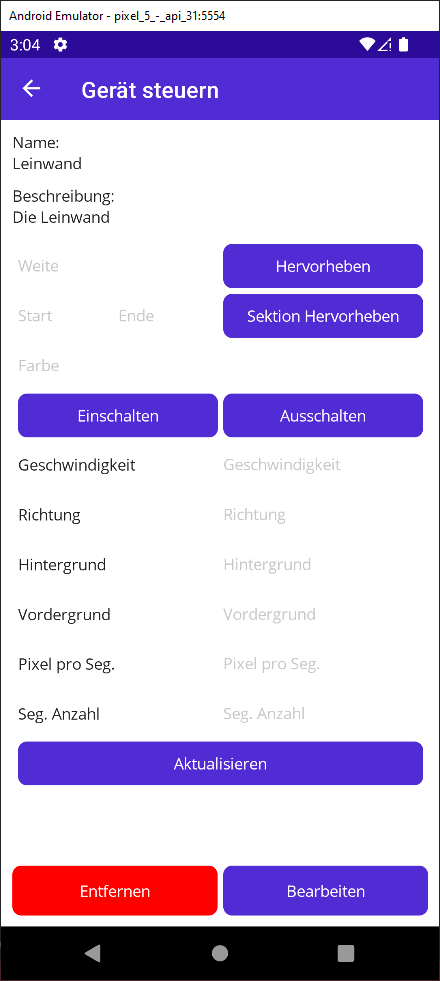 Android Emulator - pixel_5_-_api_31:5554
3:04
Gerät steuern
Name:
Leinwand
Beschreibung:
Die Leinwand
Weite Hervorheben
Start Ende Sektion Hervorheben
Farbe
Einschalten Ausschalten
Geschwindigkeit Geschwindigkeit
Richtung Richtung
Hintergrund Hintergrund
Vordergrund Vordergrund
Pixel pro Seg. Pixel pro Seg.
Seg. Anzahl Seg. Anzahl
Aktualisieren
Entfernen Bearbeiten